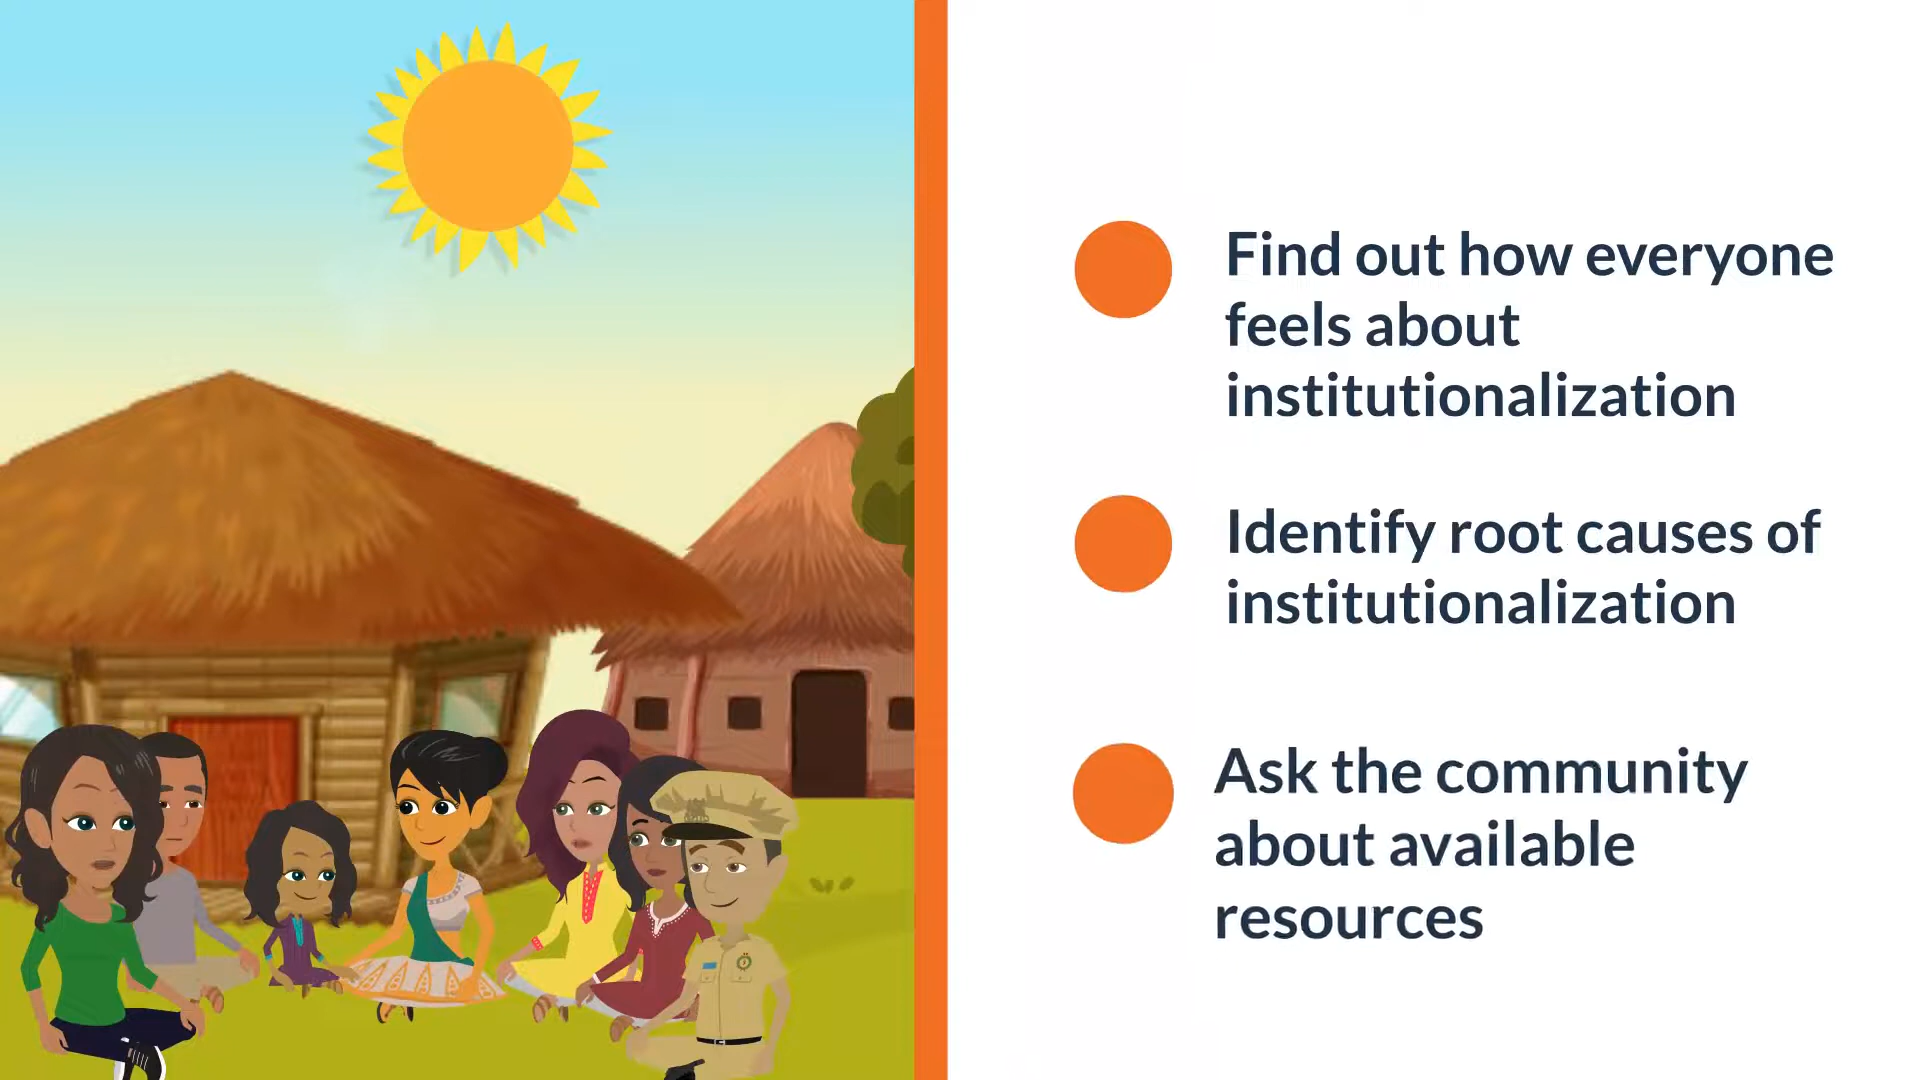 Find out how everyone
feels about
institutionalization
Identify root causes of
institutionalization
Ask the community
about available
resources